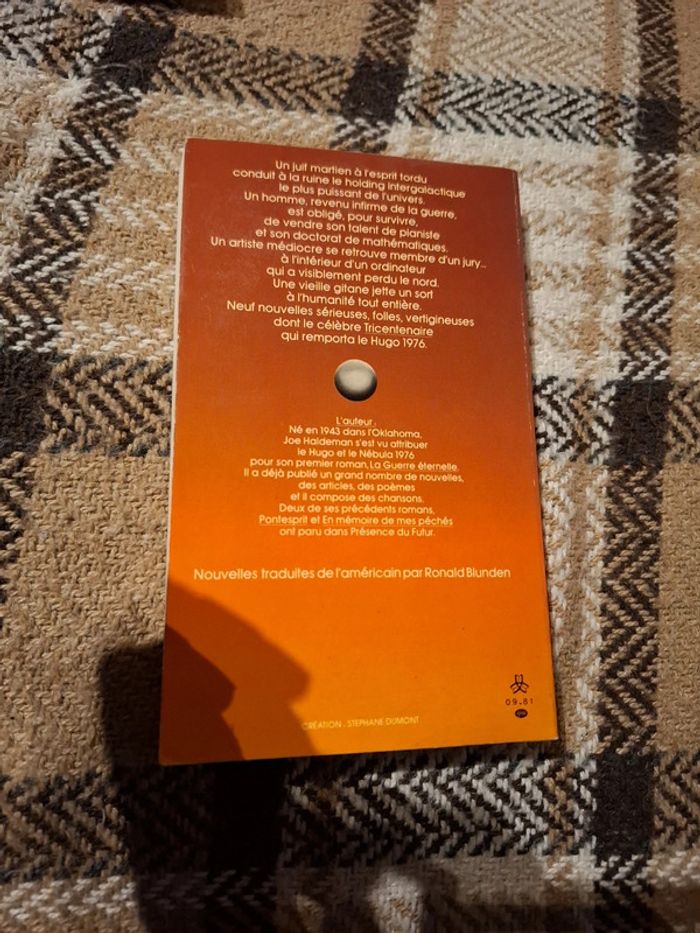 Un juif martien à l'esprit tordu
conduit à la ruine le holding intergalactique
le plus puissant de l'univers.
Un homme, revenu infirme de la guerre,
est obligé, pour survivre,
de vendre son talent de pianiste
et son doctorat de mathématiques.
Un artiste médiocre se retrouve membre d'un jury...
à l'intérieur d'un ordinateur
qui a visiblement perdu le nord.
Une vieille gitane jette un sort
à l'humanité tout entière.
Neuf nouvelles sérieuses, folles, vertigineuses
dont le célèbre Tricentenaire
qui remporta le Hugo 1976.
L'auteur :
Né en 1943 dans l'Oklahoma,
Joe Haldeman s'est vu attribuer
le Hugo et le Nébula 1976
pour son premier roman, La Guerre éternelle.
Il a déjà publié un grand nombre de nouvelles,
des articles, des poèmes
et il compose des chansons.
Deux de ses précédents romans,
Pontesprit et En mémoire de mes péchés
ont paru dans Présence du Futur.
Nouvelles traduites de l'américain par Ronald Blunden
09.81
CRÉATION . STEPHANE DUMONT